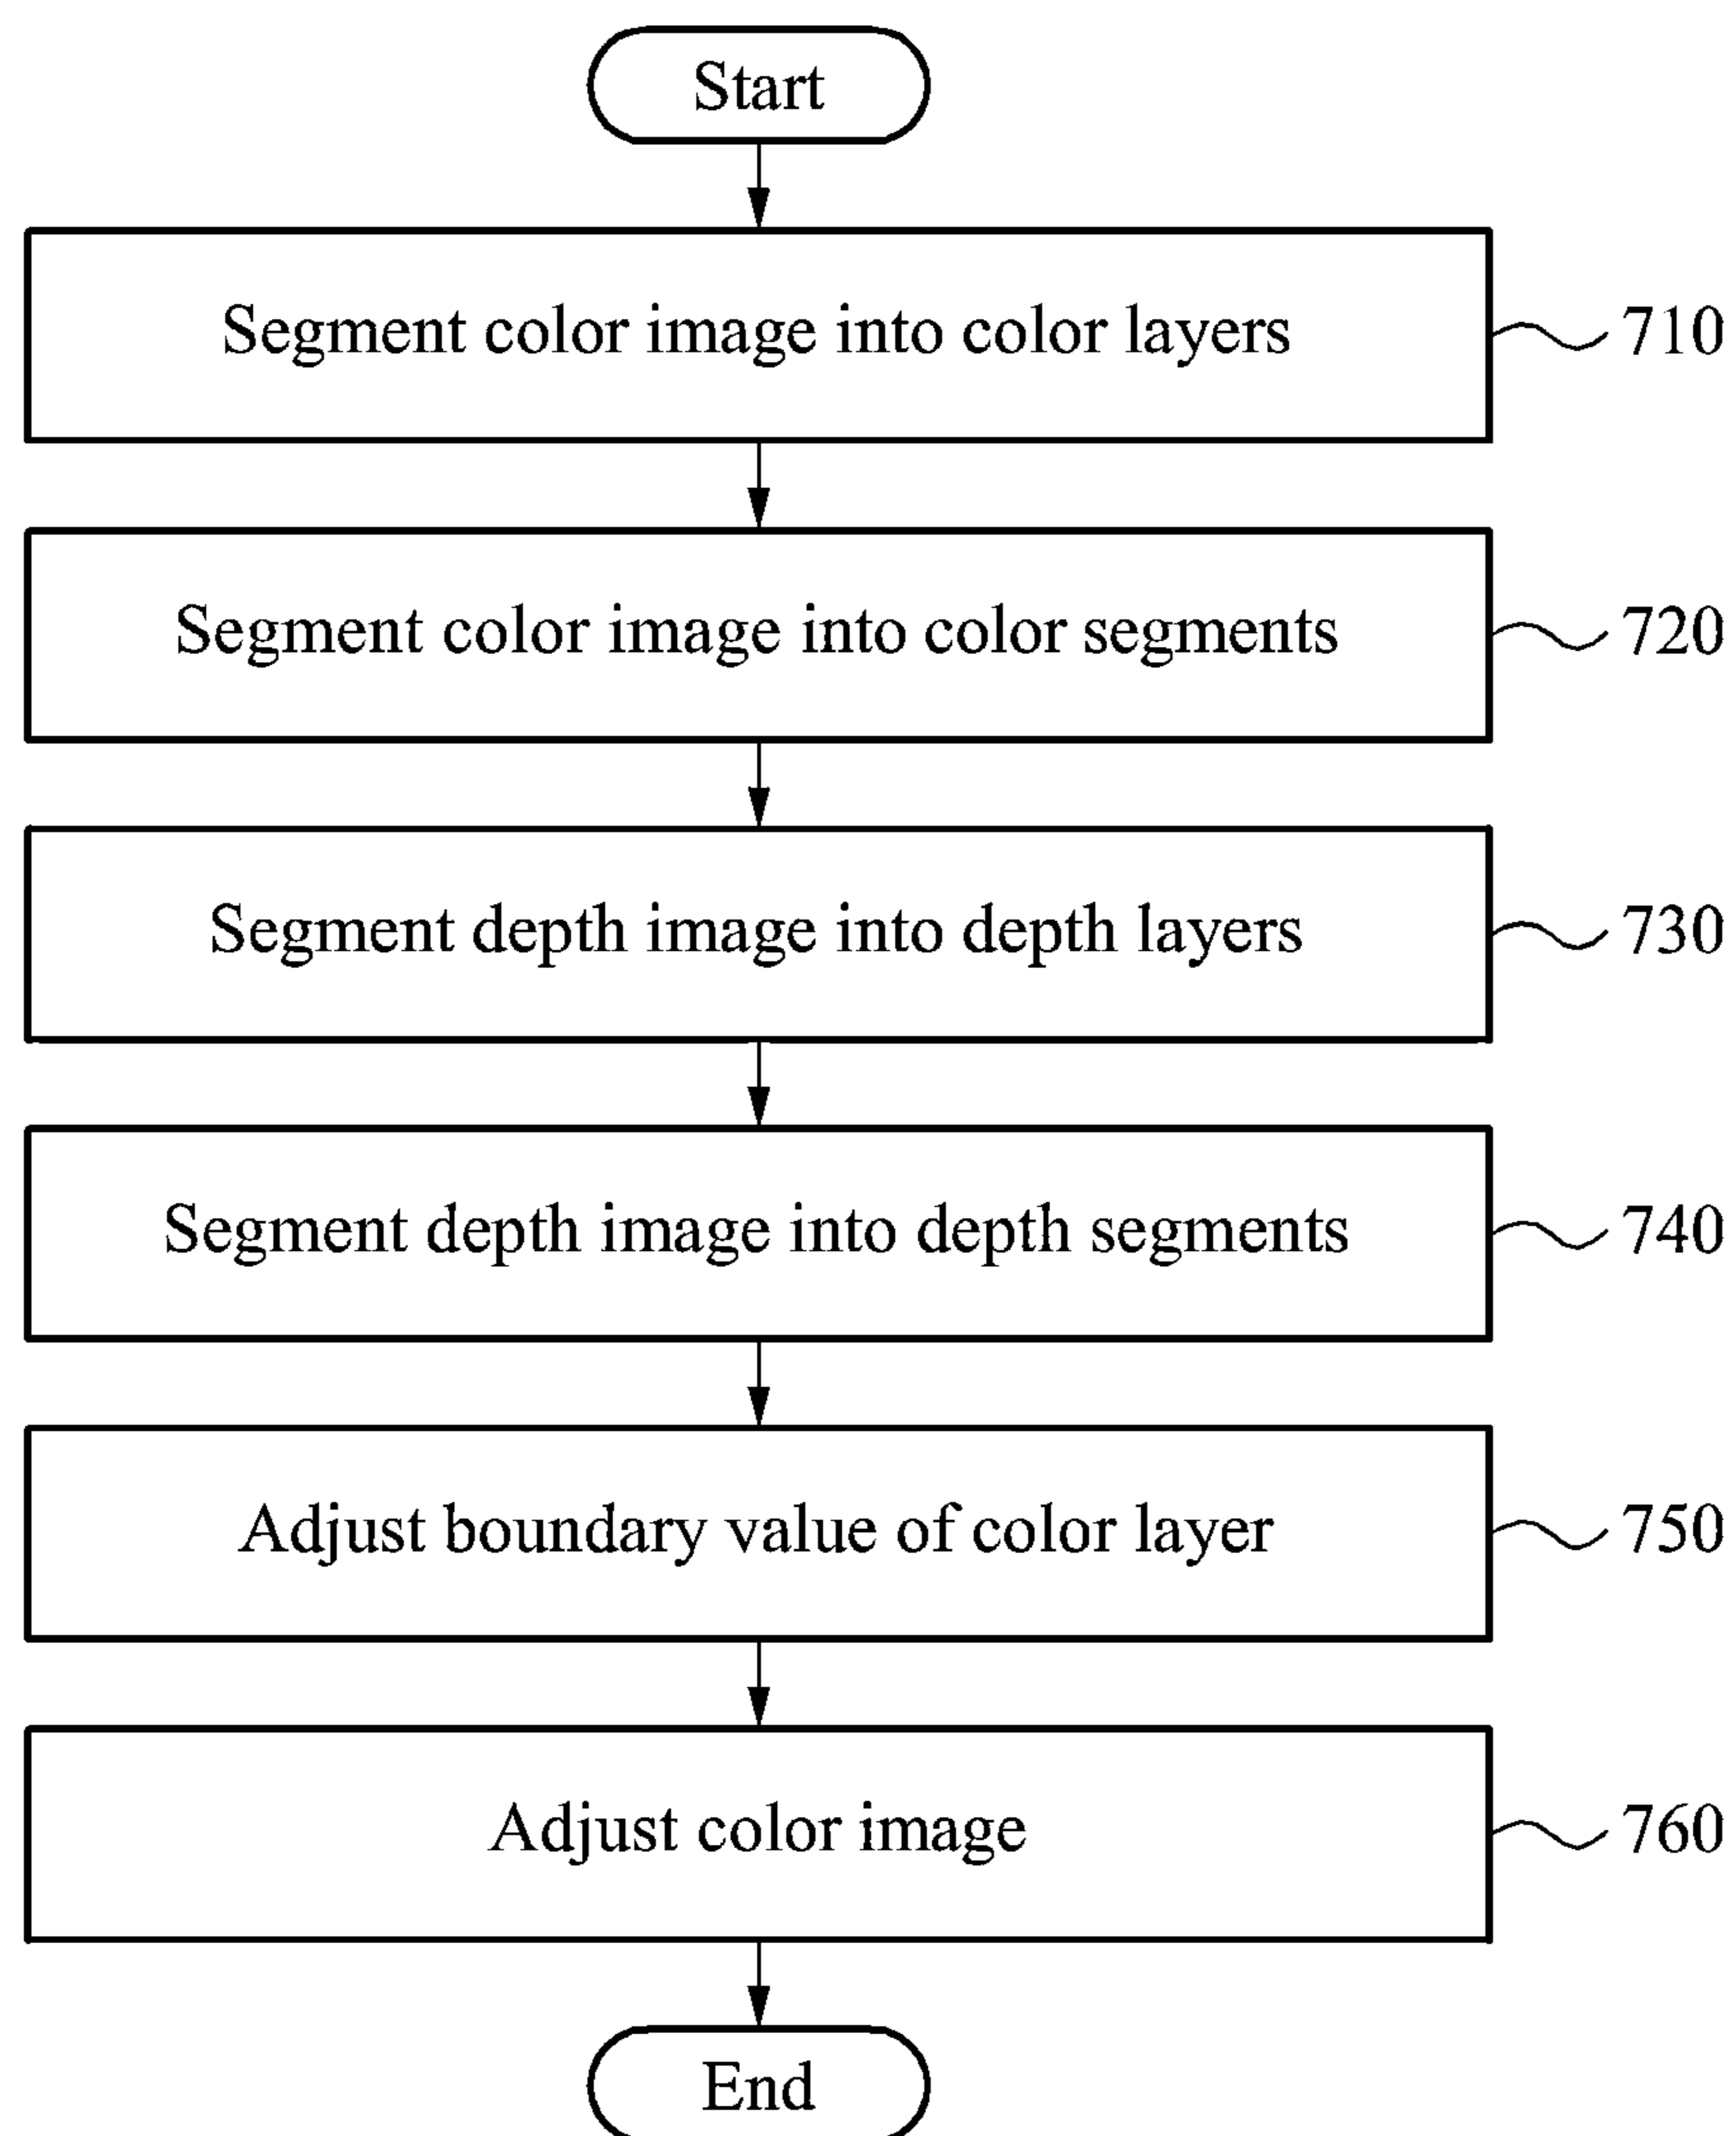 Start
Segment color image into color layers
710
Segment color image into color segments
720
Segment depth image into depth layers
730
Segment depth image into depth segments
740
Adjust boundary value of color layer
750
Adjust color image
760
End